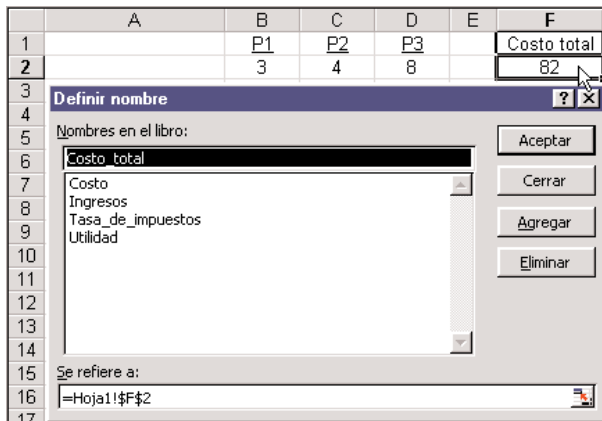 A B C D E F
1 P1 P2 P3 Costo total
2 3 4 8 82
3
Definir nombre ? X
4
5 Nombres en el libro: Aceptar
6 Costo_total
7 Costo Cerrar
8 Ingresos
9 Tasa_de_impuestos Agregar
Utilidad
10 Eliminar
11
12
13
14
15 Se refiere a:
16 =Hoja1!$F$2
17